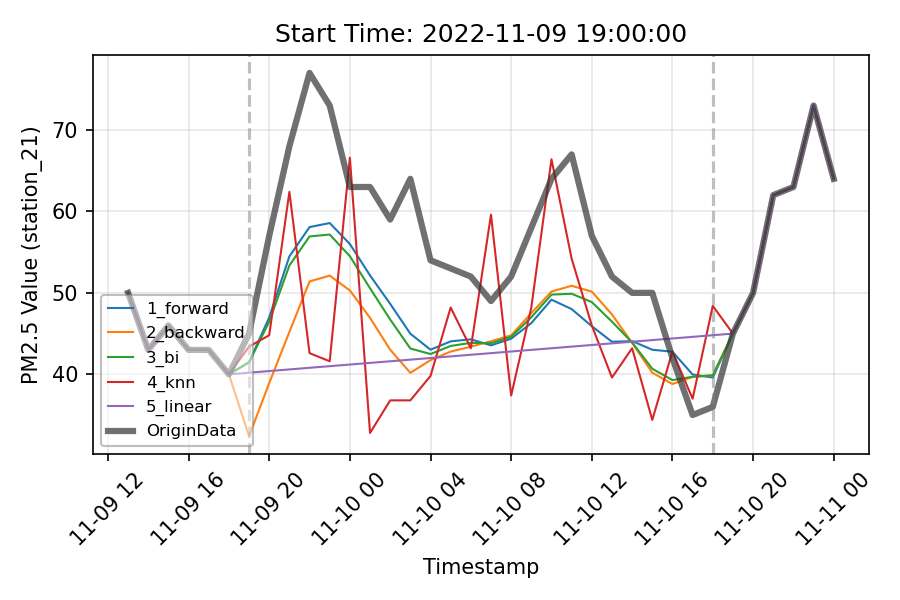 Start Time: 2022-11-09 19:00:00
PM2.5 Value (station_21)
70
60
50
40
1_forward
2_backward
3_bi
4_knn
5_linear
OriginData
11-09 12
11-09 16
11-09 20
11-10 00
11-10 04
11-10 08
11-10 12
11-10 16
11-10 20
11-11 00
Timestamp